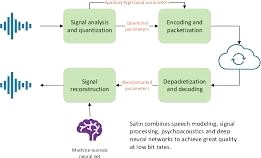 Auxiliary high band parameters
Signal analysis
and quantization
Quantized
parameters
Encoding and
packetization
Signal
reconstruction
Reconstructed
parameters
Depacketization
and decoding
Machine-learned
neural net
Satin combines speech modeling, signal
processing, psychoacoustics and deep
neural networks to achieve great quality
at low bit rates.